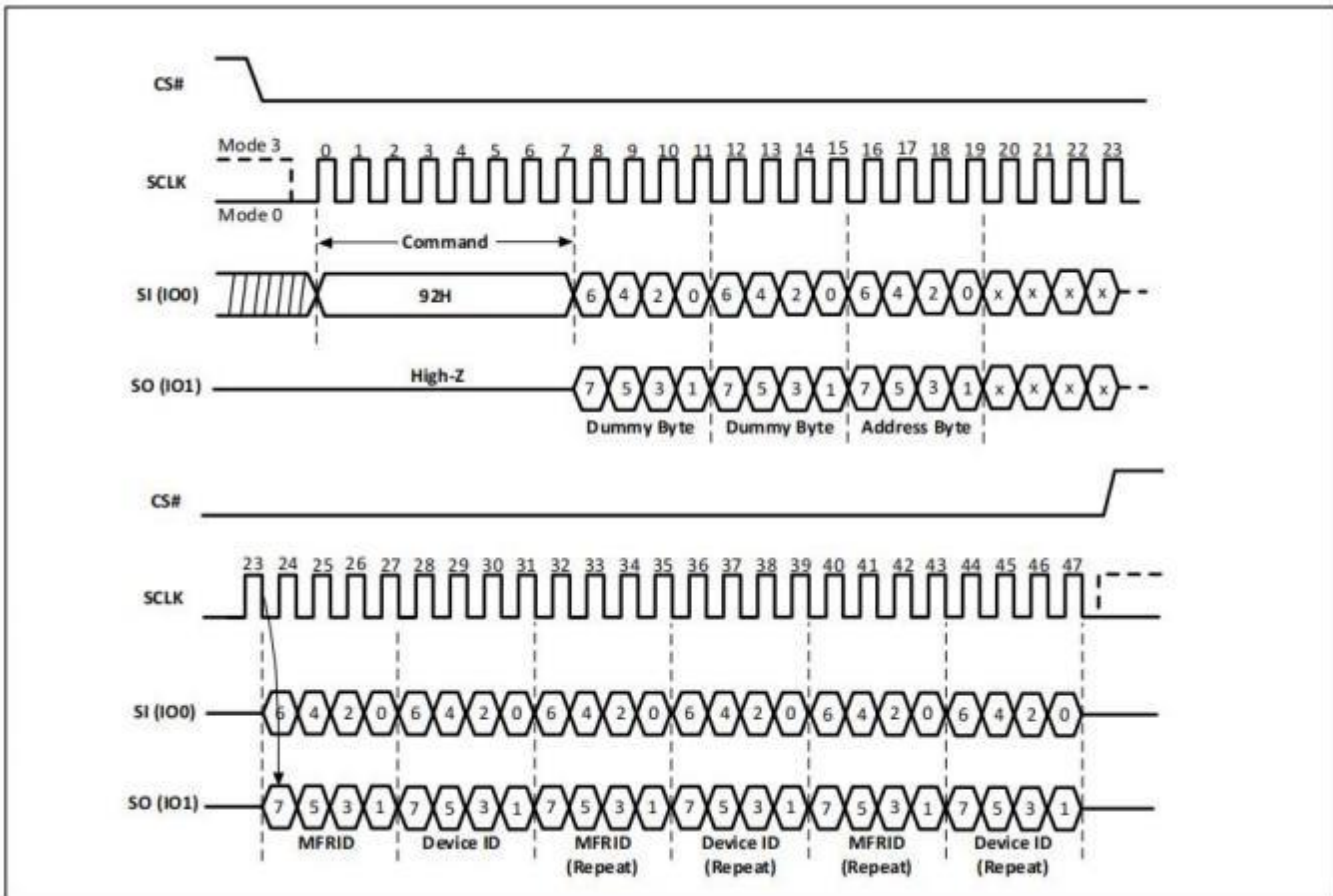 CS#
Mode 3
0 1 2 3 4 5 6 7 8 9 10 11 12 13 14 15 16 17 18 19 20 21 22 23
SCLK
Mode 0
Command
SI (IO0) 92H 6 4 2 0 6 4 2 0 6 4 2 0 x x x x
High-Z
SO (IO1) 7 5 3 1 7 5 3 1 7 5 3 1 x x x x
Dummy Byte Dummy Byte Address Byte
CS#
23 24 25 26 27 28 29 30 31 32 33 34 35 36 37 38 39 40 41 42 43 44 45 46 47
SCLK
SI (IO0) 6 4 2 0 6 4 2 0 6 4 2 0 6 4 2 0 6 4 2 0 6 4 2 0
SO (IO1) 7 5 3 1 7 5 3 1 7 5 3 1 7 5 3 1 7 5 3 1 7 5 3 1
MFRID Device ID MFRID Device ID MFRID Device ID
(Repeat) (Repeat) (Repeat) (Repeat)